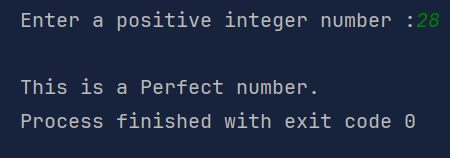 Enter a positive integer number :28
This is a Perfect number.
Process finished with exit code 0